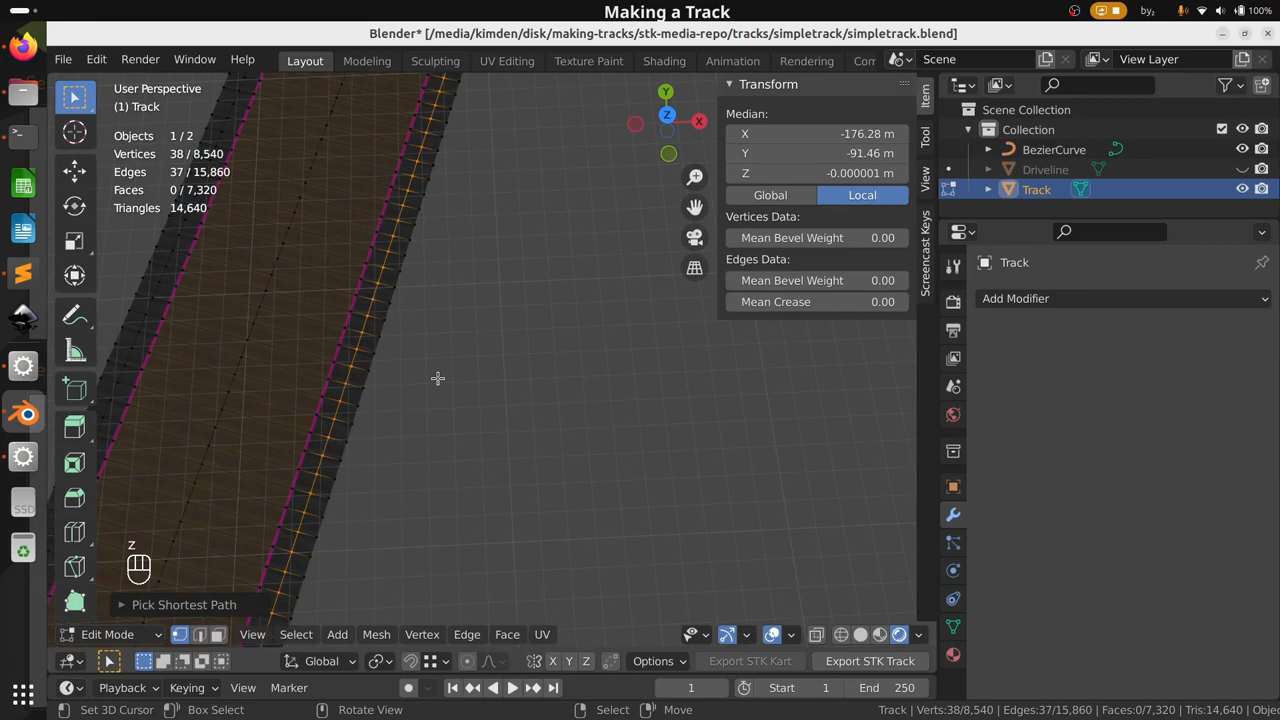 Making a Track
by₂
100%
Blender* [/media/kimden/disk/making-tracks/stk-media-repo/tracks/simpletrack/simpletrack.blend]
File Edit Render Window Help Layout Modeling Sculpting UV Editing Texture Paint Shading Animation Rendering Com Scene View Layer
User Perspective
(1) Track
Objects 1 / 2
Vertices 38 / 8,540
Edges 37 / 15,860
Faces 0 / 7,320
Triangles 14,640
Y
Z
X
Transform
Median:
X -176.28 m
Y -91.46 m
Z -0.000001 m
Global Local
Vertices Data:
Mean Bevel Weight 0.00
Edges Data:
Mean Bevel Weight 0.00
Mean Crease 0.00
Item
Tool
View
Screencast Keys
Scene Collection
Collection
BezierCurve
Driveline
Track
Track
Add Modifier
SSD
Z
Pick Shortest Path
Edit Mode View Select Add Mesh Vertex Edge Face UV
Global X Y Z Options Export STK Kart Export STK Track
Playback Keying View Marker 1 Start 1 End 250
Set 3D Cursor Box Select Rotate View Select Move Track | Verts:38/8,540 | Edges:37/15,860 | Faces:0/7,320 | Tris:14,640 | Objec